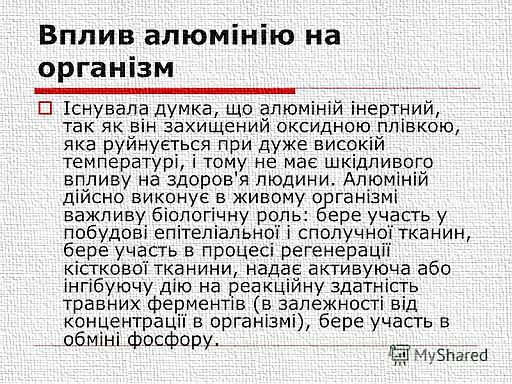 Вплив алюмінію на
організм
Існувала думка, що алюміній інертний,
так як він захищений оксидною плівкою,
яка руйнується при дуже високій
температурі, і тому не має шкідливого
впливу на здоров'я людини. Алюміній
дійсно виконує в живому організмі
важливу біологічну роль: бере участь у
побудові епітеліальної і сполучної тканин,
бере участь в процесі регенерації
кісткової тканини, надає активуюча або
інгібуючу дію на реакційну здатність
травних ферментів (в залежності від
концентрації в організмі), бере участь в
обміні фосфору.
MyShared